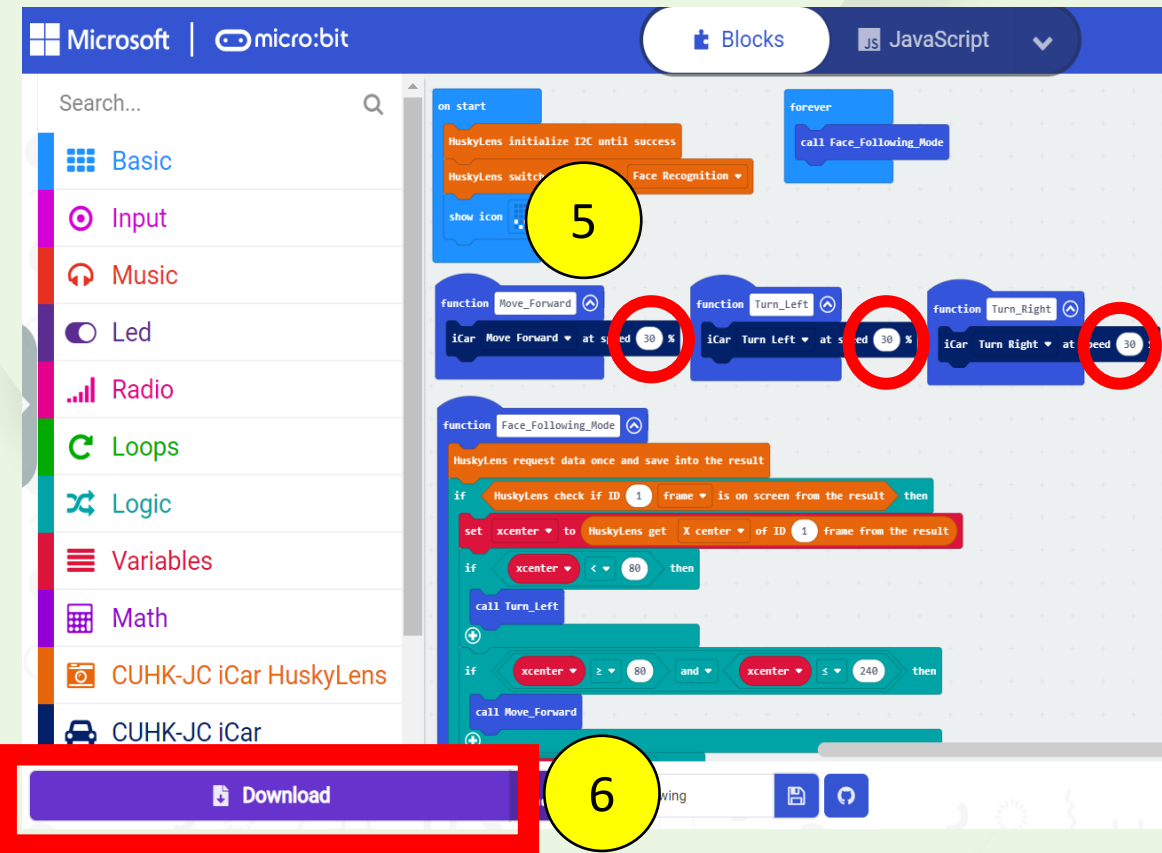 Microsoft micro:bit Blocks JS JavaScript
Search...
Basic
Input
Music
Led
Radio
Loops
Logic
Variables
Math
CUHK-JC iCar HuskyLens
CUHK-JC iCar
on start
HuskyLens initialize I2C until success
HuskyLens switch Face Recognition
show icon
5
forever
call Face_Following_Mode
function Move_Forward
iCar Move Forward at speed 30 %
function Turn_Left
iCar Turn Left at speed 30 %
function Turn_Right
iCar Turn Right at speed 30
function Face_Following_Mode
HuskyLens request data once and save into the result
if HuskyLens check if ID 1 frame is on screen from the result then
set xcenter to HuskyLens get X center of ID 1 frame from the result
if xcenter < 80 then
call Turn_Left
if xcenter ≥ 80 and xcenter ≤ 240 then
call Move_Forward
Download
6
wing